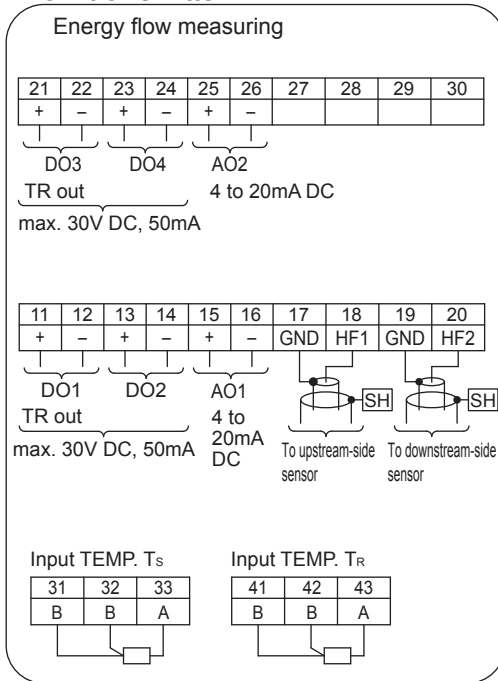 Energy flow measuring
21 22 23 24 25 26 27 28 29 30
+ – + – + –
DO3 DO4 AO2
TR out 4 to 20mA DC
max. 30V DC, 50mA
11 12 13 14 15 16 17 18 19 20
+ – + – + – GND HF1 GND HF2
DO1 DO2 AO1 SH SH
TR out 4 to
20mA
max. 30V DC, 50mA DC
To upstream-side To downstream-side
sensor sensor
Input TEMP. Ts Input TEMP. TR
31 32 33 41 42 43
B B A B B A